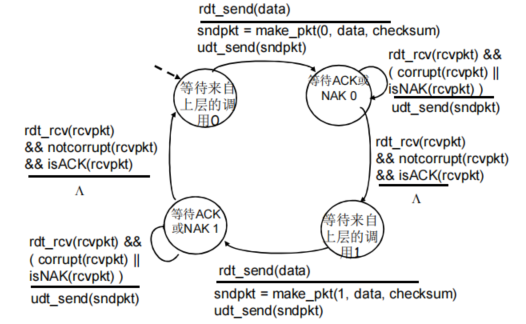 rdt_send(data)
sndpkt = make_pkt(0, data, checksum)
udt_send(sndpkt)
等待来自
上层的调
用0
等待ACK或
NAK 0
rdt_rcv(rcvpkt) &&
( corrupt(rcvpkt) ||
isNAK(rcvpkt) )
udt_send(sndpkt)
rdt_rcv(rcvpkt)
&& notcorrupt(rcvpkt)
&& isACK(rcvpkt)
Λ
rdt_rcv(rcvpkt)
&& notcorrupt(rcvpkt)
&& isACK(rcvpkt)
Λ
等待ACK
或NAK 1
等待来自
上层的调
用1
rdt_rcv(rcvpkt) &&
( corrupt(rcvpkt) ||
isNAK(rcvpkt) )
udt_send(sndpkt)
rdt_send(data)
sndpkt = make_pkt(1, data, checksum)
udt_send(sndpkt)